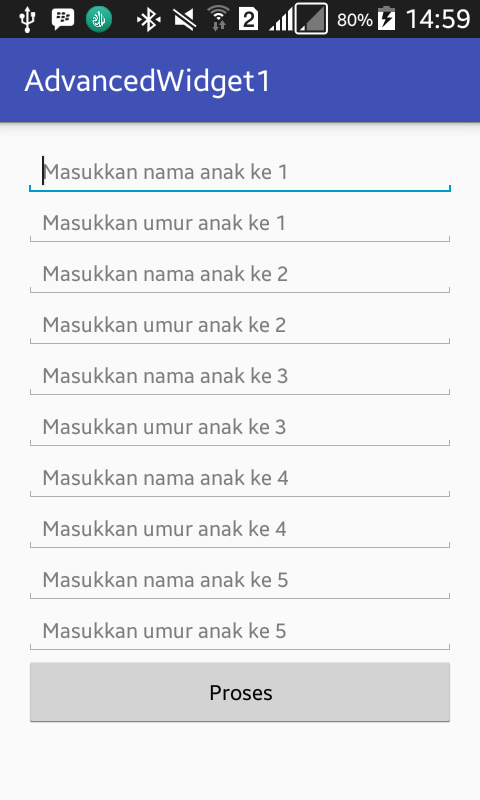 2 80% 14:59
AdvancedWidget1
Masukkan nama anak ke 1
Masukkan umur anak ke 1
Masukkan nama anak ke 2
Masukkan umur anak ke 2
Masukkan nama anak ke 3
Masukkan umur anak ke 3
Masukkan nama anak ke 4
Masukkan umur anak ke 4
Masukkan nama anak ke 5
Masukkan umur anak ke 5
Proses